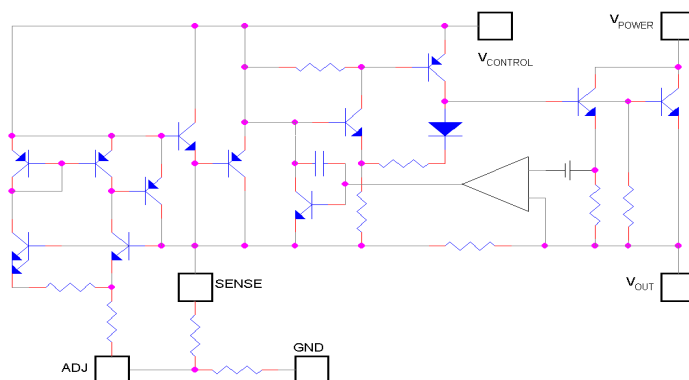 VPOWER
VCONTROL
SENSE
VOUT
GND
ADJ